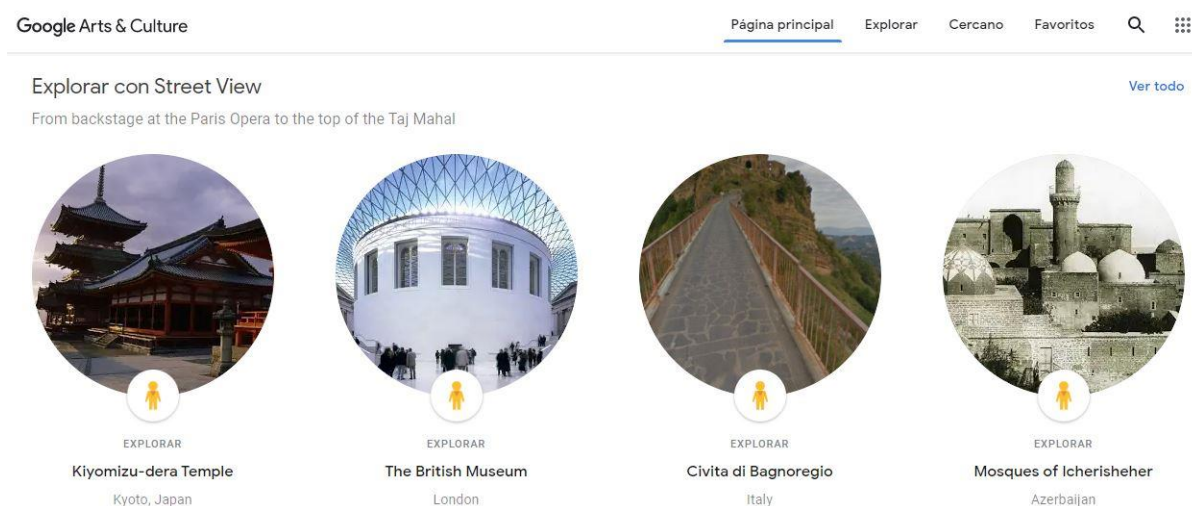 Google Arts & Culture
Página principal Explorar Cercano Favoritos
Explorar con Street View
Ver todo
From backstage at the Paris Opera to the top of the Taj Mahal
EXPLORAR
Kiyomizu-dera Temple
Kyoto, Japan
EXPLORAR
The British Museum
London
EXPLORAR
Civita di Bagnoregio
Italy
EXPLORAR
Mosques of Icherisheher
Azerbaijan